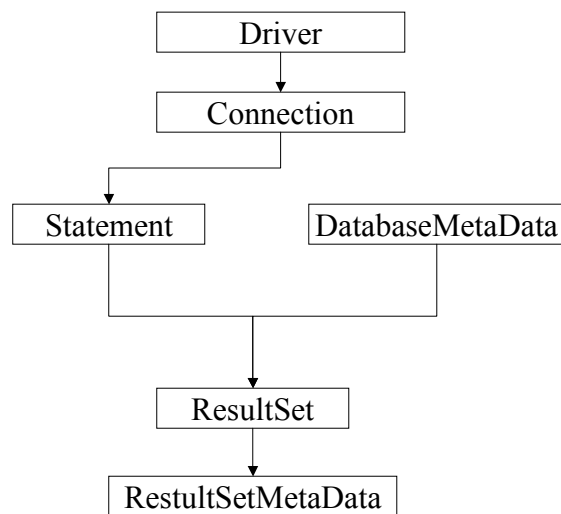 Driver
Connection
Statement
DatabaseMetaData
ResultSet
RestultSetMetaData